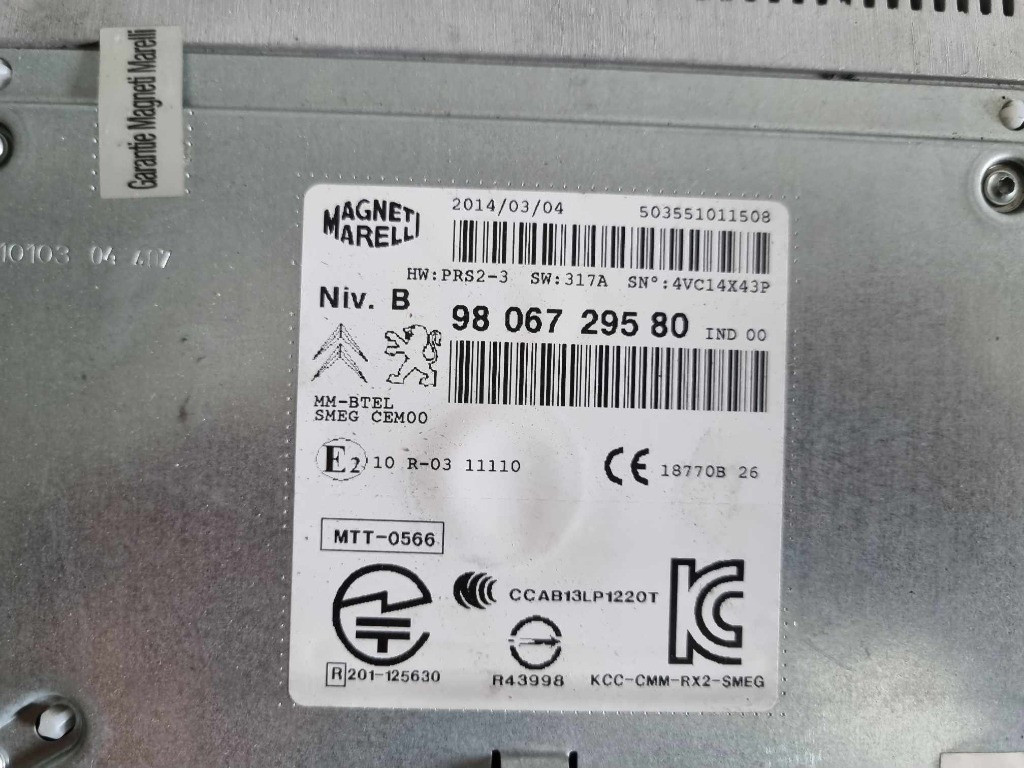 Garantie Magneti Marelli
10103 04
MAGNETI
MARELLI
2014/03/04 503551011508
HW:PRS2-3 SW:317A SN°:4VC14X43P
Niv. B 98 067 295 80 IND 00
MM-BTEL
SMEG CEM00
E2 10 R-03 11110 CE 18770B 26
MTT-0566
CCC CCAB13LP1220T KC
R 201-125630 R43998 KCC-CMM-RX2-SMEG